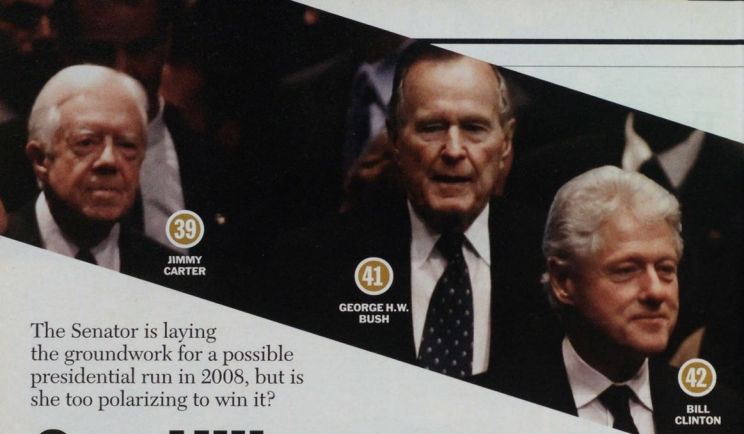 39
JIMMY
CARTER
41
GEORGE H.W.
BUSH
42
BILL
CLINTON
The Senator is laying
the groundwork for a possible
presidential run in 2008, but is
she too polarizing to win it?